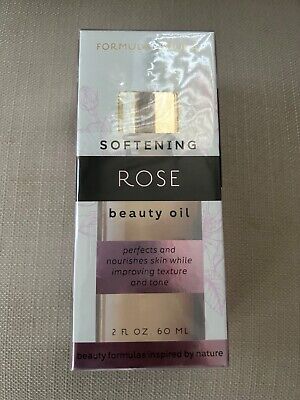 FORMULA
SOFTENING
ROSE
beauty oil
perfects and
nourishes skin while
improving texture
and tone
2 FL OZ. 60 ML
beauty formulas inspired by nature